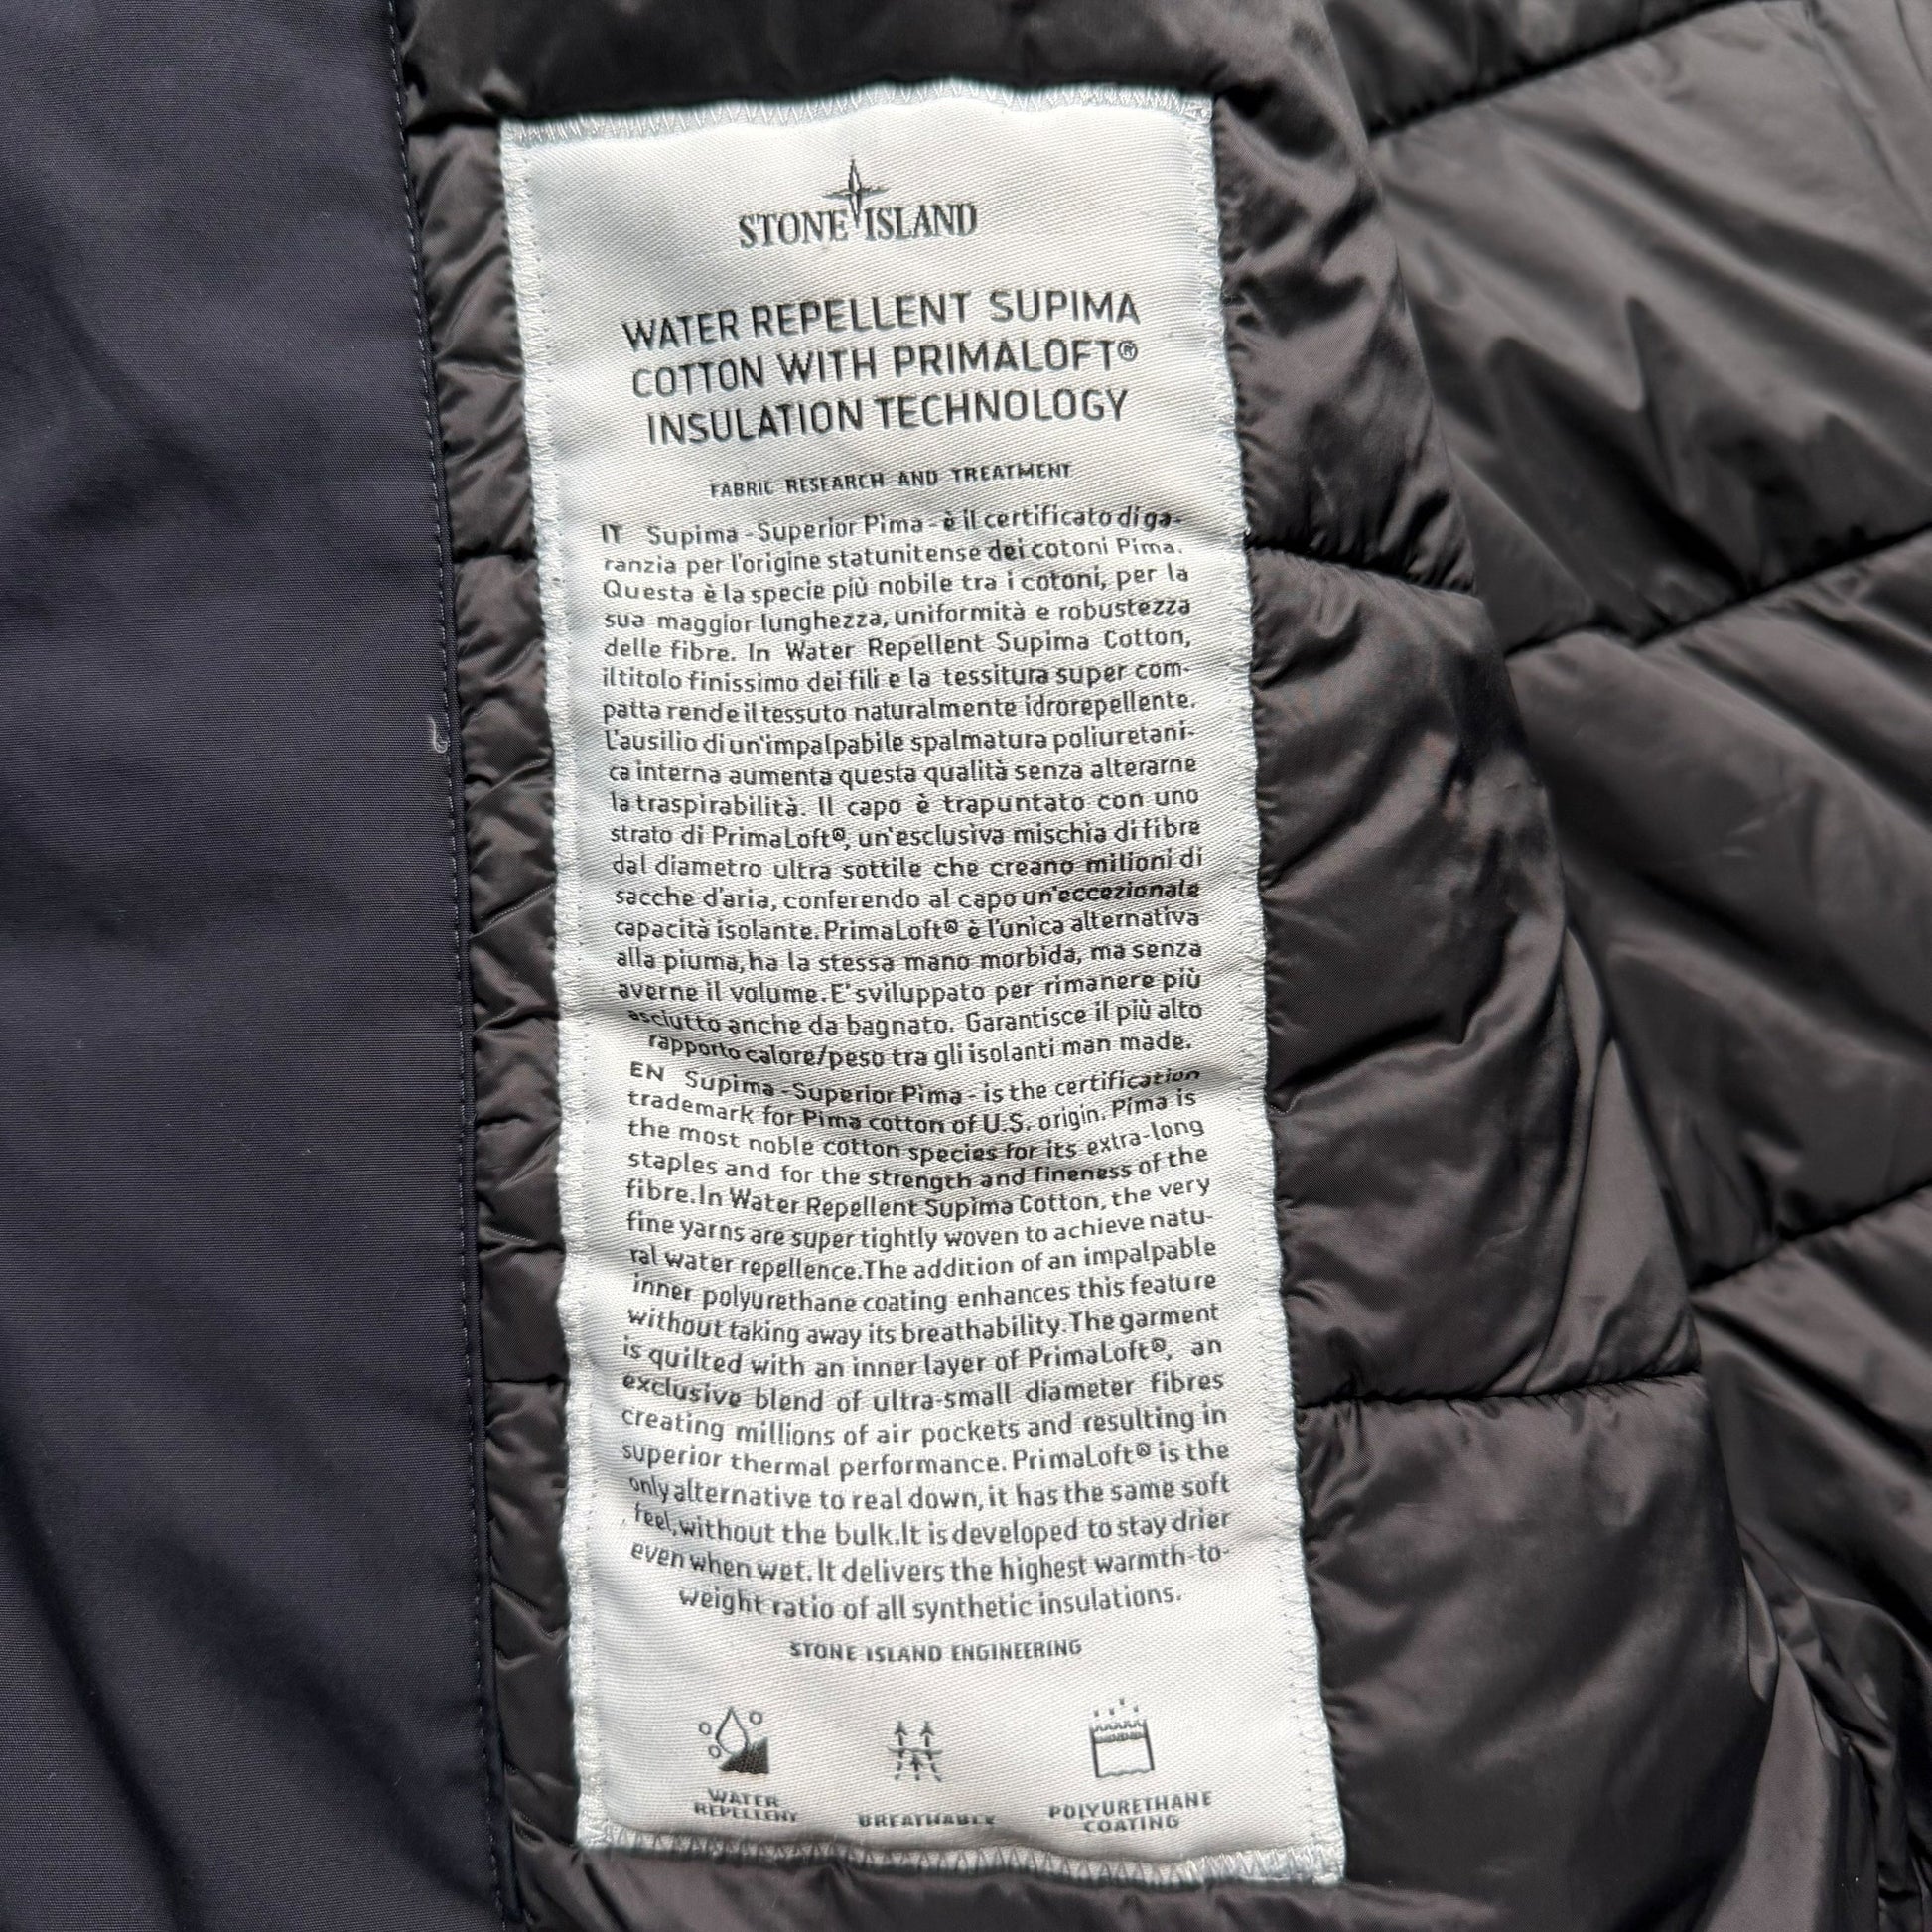 STONE ISLAND
WATER REPELLENT SUPIMA
COTTON WITH PRIMALOFT®
INSULATION TECHNOLOGY
FABRIC RESEARCH AND TREATMENT
IT Supima - Superior Pima - è il certificato di ga-
ranzia per l'origine statunitense dei cotoni Pima.
Questa è la specie più nobile tra i cotoni, per la
sua maggior lunghezza, uniformità e robustezza
delle fibre. In Water Repellent Supima Cotton,
il titolo finissimo dei fili e la tessitura super com-
patta rende il tessuto naturalmente idrorepellente.
L'ausilio di un'impalpabile spalmatura poliuretani-
ca interna aumenta questa qualità senza alterarne
la traspirabilità. Il capo è trapuntato con uno
strato di PrimaLoft®, un'esclusiva mischia di fibre
dal diametro ultra sottile che creano milioni di
sacche d'aria, conferendo al capo un'eccezionale
capacità isolante. PrimaLoft® è l'unica alternativa
alla piuma, ha la stessa mano morbida, ma senza
averne il volume. E' sviluppato per rimanere più
asciutto anche da bagnato. Garantisce il più alto
rapporto calore/peso tra gli isolanti man made.
EN Supima - Superior Pima - is the certification
trademark for Pima cotton of U.S. origin. Pima is
the most noble cotton species for its extra-long
staples and for the strength and fineness of the
fibre. In Water Repellent Supima Cotton, the very
fine yarns are super tightly woven to achieve natu-
ral water repellence. The addition of an impalpable
inner polyurethane coating enhances this feature
without taking away its breathability. The garment
is quilted with an inner layer of PrimaLoft®, an
exclusive blend of ultra-small diameter fibres
creating millions of air pockets and resulting in
superior thermal performance. PrimaLoft® is the
only alternative to real down, it has the same soft
feel, without the bulk. It is developed to stay drier
even when wet. It delivers the highest warmth-to-
weight ratio of all synthetic insulations.
STONE ISLAND ENGINEERING
WATER
REPELLENT
BREATHABLE
POLYURETHANE
COATING